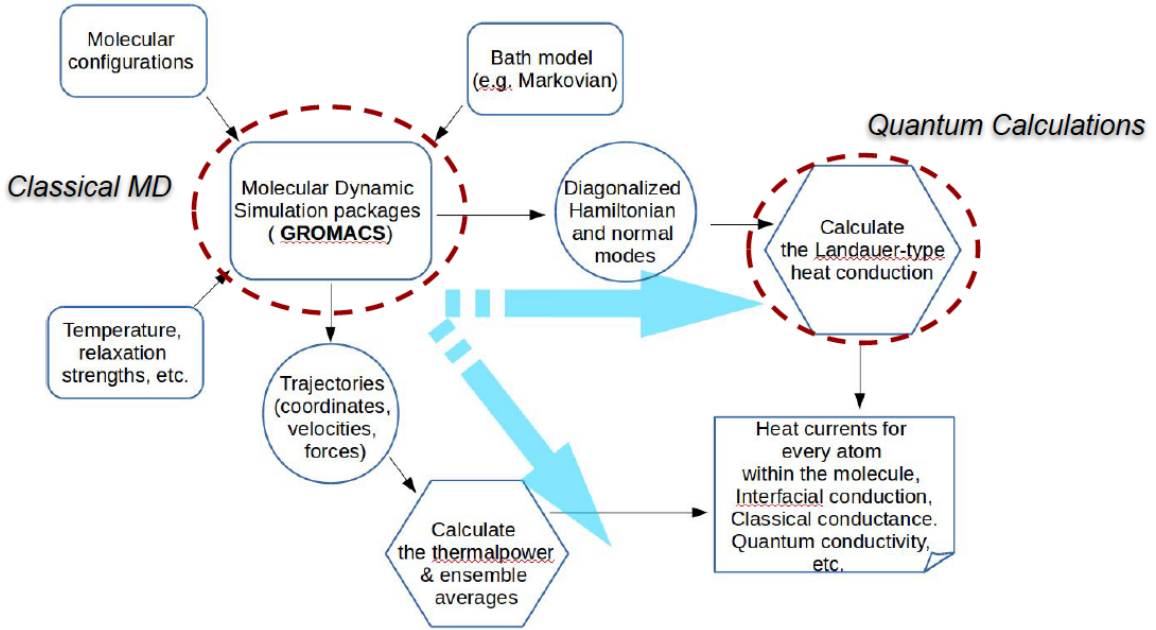 Molecular
configurations
Bath model
(e.g. Markovian)
Quantum Calculations
Classical MD
Molecular Dynamic
Simulation packages
( GROMACS)
Diagonalized
Hamiltonian
and normal
modes
Calculate
the Landauer-type
heat conduction
Temperature,
relaxation
strengths, etc.
Trajectories
(coordinates,
velocities,
forces)
Heat currents for
every atom
within the molecule,
Interfacial conduction,
Classical conductance.
Quantum conductivity,
etc.
Calculate
the thermalpower
& ensemble
averages